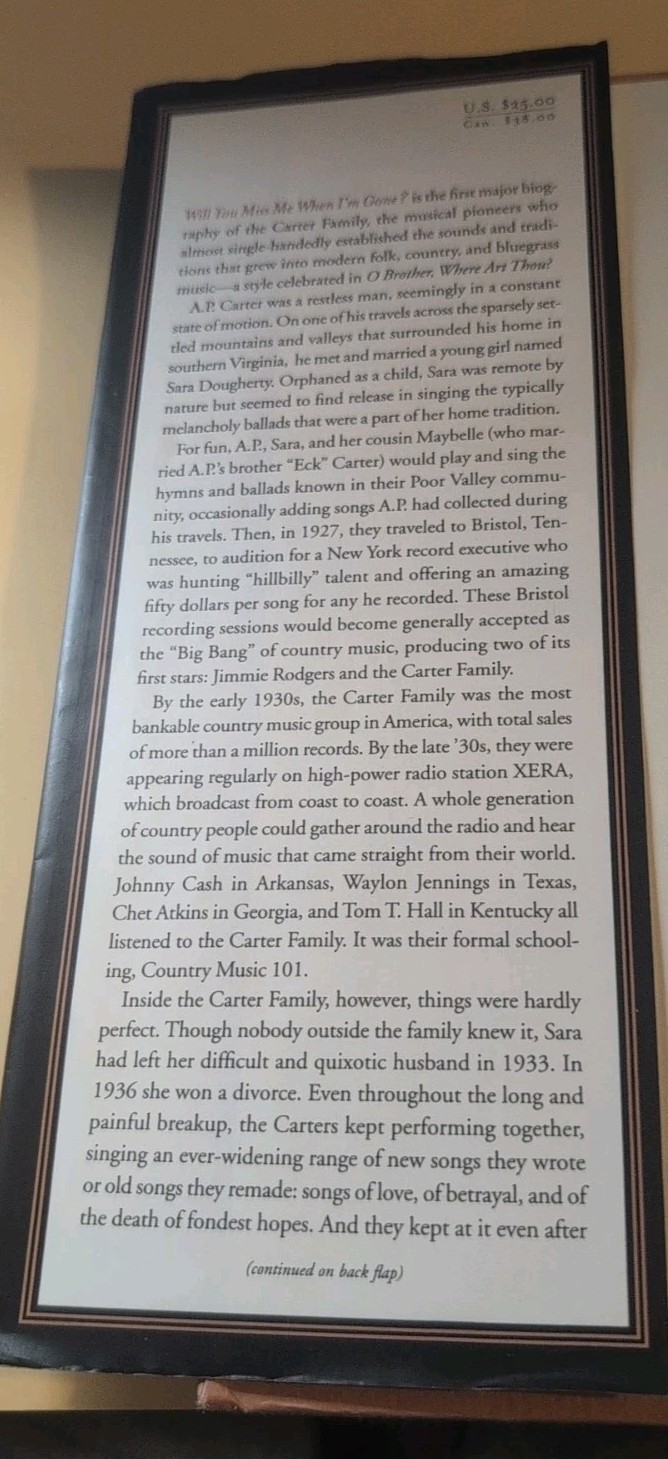 U.S. $25.00
Can. $38.00
Will You Miss Me When I'm Gone? is the first major biog-
raphy of the Carter Family, the musical pioneers who
almost single-handedly established the sounds and tradi-
tions that grew into modern folk, country, and bluegrass
music—a style celebrated in O Brother, Where Art Thou?
A.P. Carter was a restless man, seemingly in a constant
state of motion. On one of his travels across the sparsely set-
tled mountains and valleys that surrounded his home in
southern Virginia, he met and married a young girl named
Sara Dougherty. Orphaned as a child, Sara was remote by
nature but seemed to find release in singing the typically
melancholy ballads that were a part of her home tradition.
For fun, A.P., Sara, and her cousin Maybelle (who mar-
ried A.P.'s brother "Eck" Carter) would play and sing the
hymns and ballads known in their Poor Valley commu-
nity, occasionally adding songs A.P. had collected during
his travels. Then, in 1927, they traveled to Bristol, Ten-
nessee, to audition for a New York record executive who
was hunting "hillbilly" talent and offering an amazing
fifty dollars per song for any he recorded. These Bristol
recording sessions would become generally accepted as
the "Big Bang" of country music, producing two of its
first stars: Jimmie Rodgers and the Carter Family.
By the early 1930s, the Carter Family was the most
bankable country music group in America, with total sales
of more than a million records. By the late '30s, they were
appearing regularly on high-power radio station XERA,
which broadcast from coast to coast. A whole generation
of country people could gather around the radio and hear
the sound of music that came straight from their world.
Johnny Cash in Arkansas, Waylon Jennings in Texas,
Chet Atkins in Georgia, and Tom T. Hall in Kentucky all
listened to the Carter Family. It was their formal school-
ing, Country Music 101.
Inside the Carter Family, however, things were hardly
perfect. Though nobody outside the family knew it, Sara
had left her difficult and quixotic husband in 1933. In
1936 she won a divorce. Even throughout the long and
painful breakup, the Carters kept performing together,
singing an ever-widening range of new songs they wrote
or old songs they remade: songs of love, of betrayal, and of
the death of fondest hopes. And they kept at it even after
(continued on back flap)